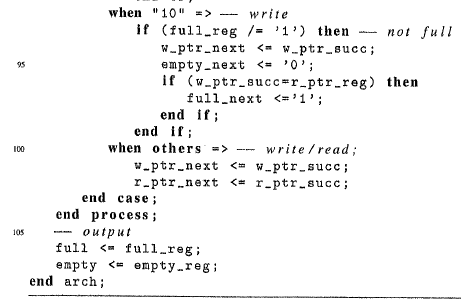 when "10" => -- write
if (full_reg /= '1') then -- not full
w_ptr_next <= w_ptr_succ;
95 empty_next <= '0';
if (w_ptr_succ=r_ptr_reg) then
full_next <='1';
end if;
end if;
100 when others => -- write/read;
w_ptr_next <= w_ptr_succ;
r_ptr_next <= r_ptr_succ;
end case;
end process;
105 -- output
full <= full_reg;
empty <= empty_reg;
end arch;